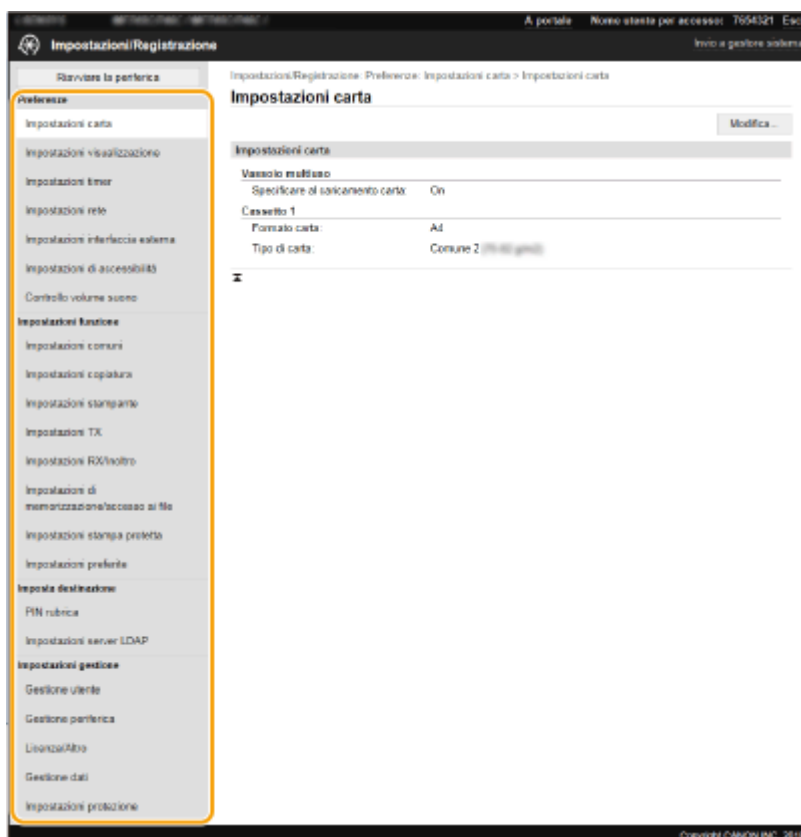 A portale Nome utente per accesso: 7654321 Esc
Impostazioni/Registrazione
Invio a gestore sistema
Riavviare la periferica
Preferenze
Impostazioni carta
Impostazioni visualizzazione
Impostazioni timer
Impostazioni rete
Impostazioni interfaccia esterna
Impostazioni di accessibilità
Controllo volume suono
Impostazioni funzione
Impostazioni comuni
Impostazioni copiatura
Impostazioni stampante
Impostazioni TX
Impostazioni RX/Inoltro
Impostazioni di
memorizzazione/accesso ai file
Impostazioni stampa protetta
Impostazioni preferite
Imposta destinazione
PIN rubrica
Impostazioni server LDAP
Impostazioni gestione
Gestione utente
Gestione periferica
Licenza/Altro
Gestione dati
Impostazioni protezione
Impostazioni/Registrazione: Preferenze: Impostazioni carta > Impostazioni carta
Impostazioni carta
Modifica...
Impostazioni carta
Vassoio multiuso
Specificare al caricamento carta: On
Cassetto 1
Formato carta: A4
Tipo di carta: Comune 2
Copyright CANON INC. 201